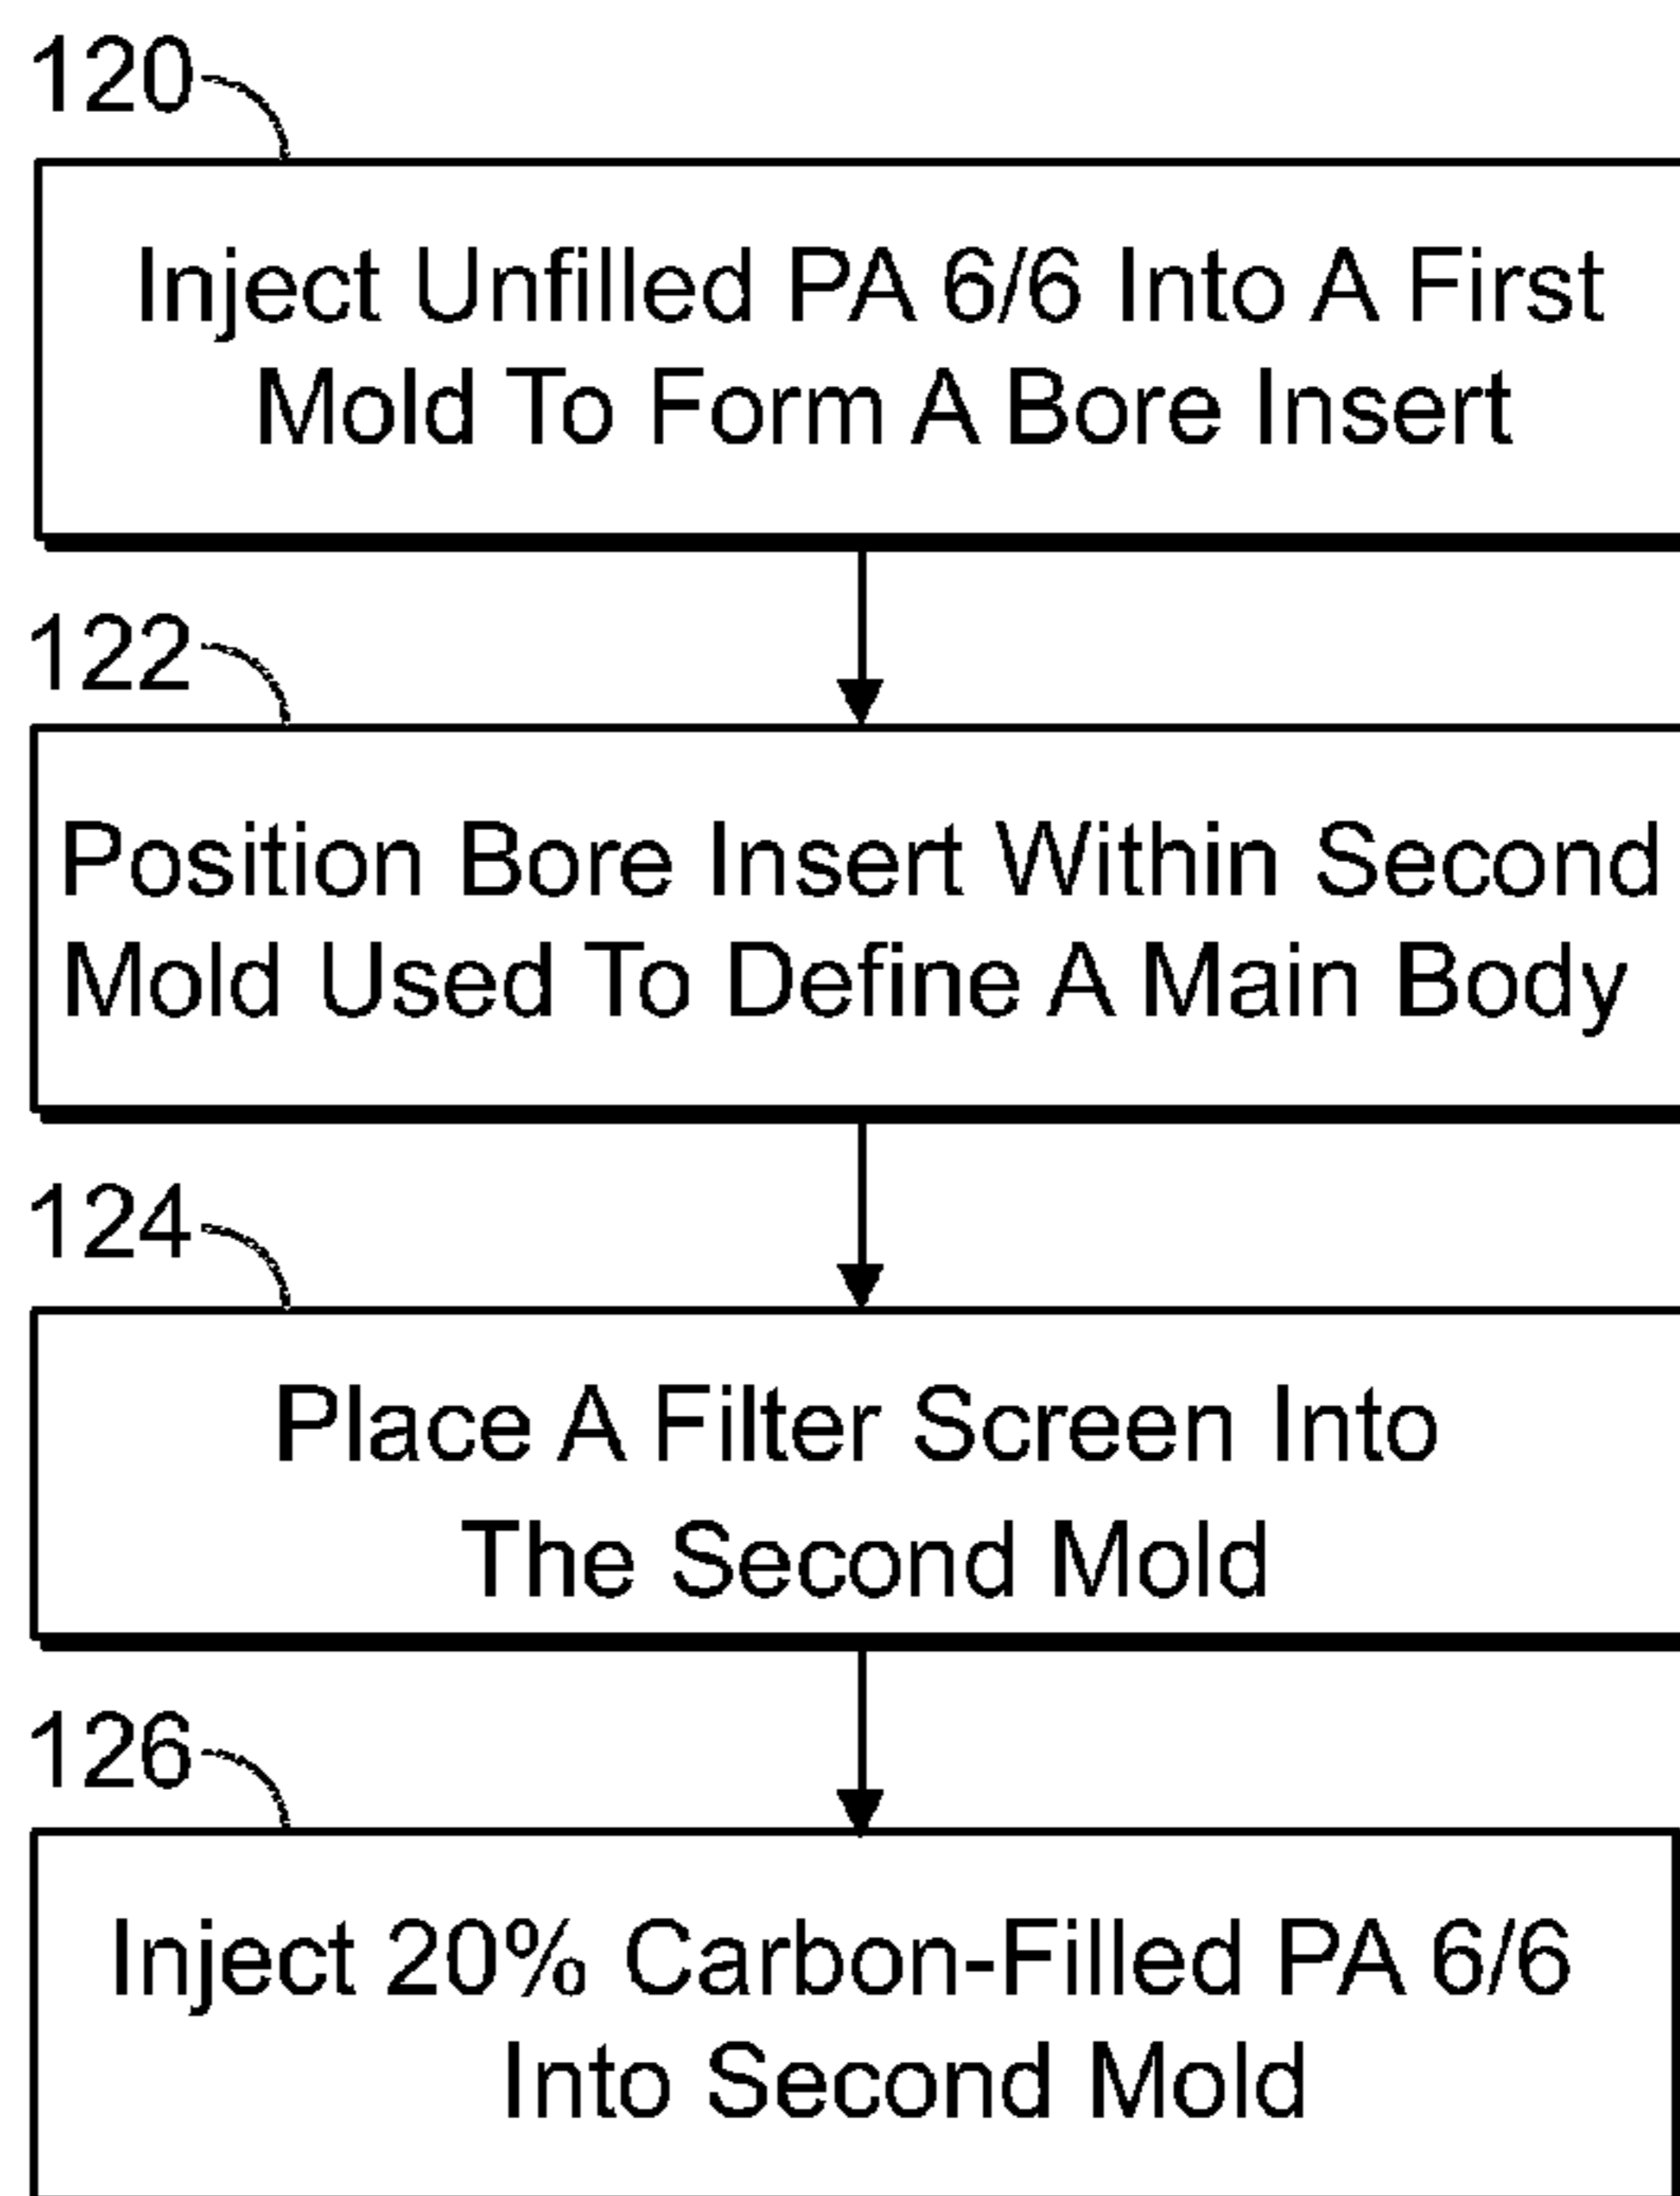 120
Inject Unfilled PA 6/6 Into A First
Mold To Form A Bore Insert
122
Position Bore Insert Within Second
Mold Used To Define A Main Body
124
Place A Filter Screen Into
The Second Mold
126
Inject 20% Carbon-Filled PA 6/6
Into Second Mold